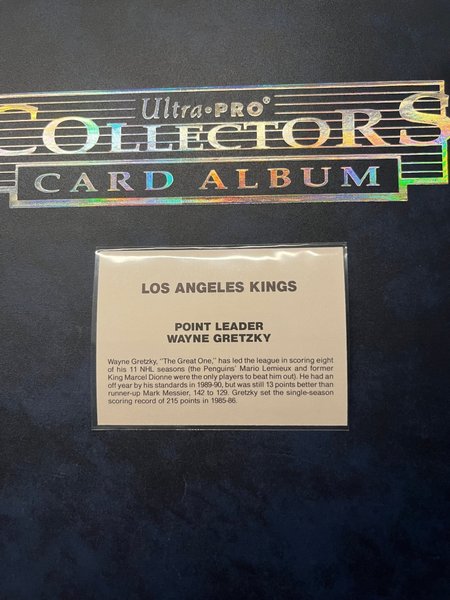 Ultra•PRO®
COLLECTORS
CARD ALBUM
LOS ANGELES KINGS
POINT LEADER
WAYNE GRETZKY
Wayne Gretzky, "The Great One," has led the league in scoring eight
of his 11 NHL seasons (the Penguins' Mario Lemieux and former
King Marcel Dionne were the only players to beat him out). He had an
off year by his standards in 1989-90, but was still 13 points better than
runner-up Mark Messier, 142 to 129. Gretzky set the single-season
scoring record of 215 points in 1985-86.